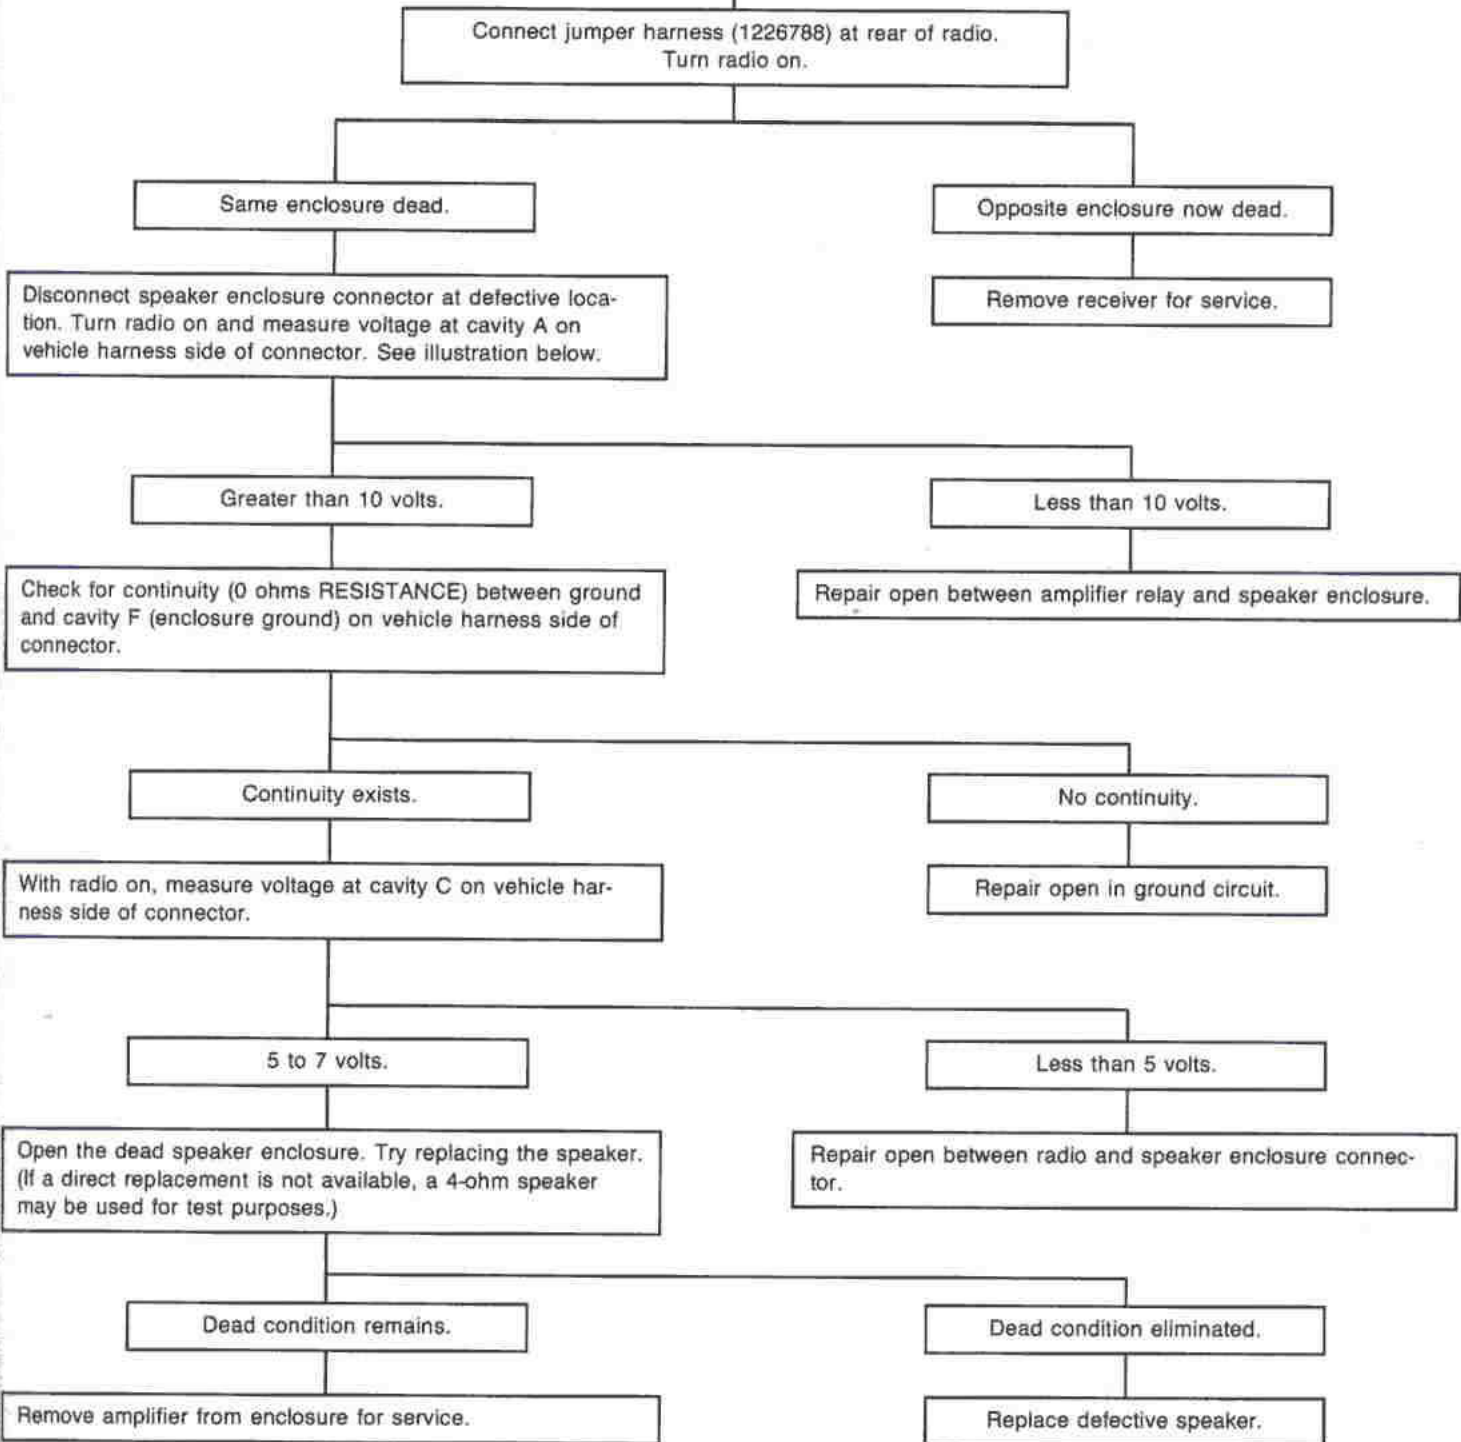 Connect jumper harness (1226788) at rear of radio.
Turn radio on.
Same enclosure dead.
Opposite enclosure now dead.
Disconnect speaker enclosure connector at defective loca-
tion. Turn radio on and measure voltage at cavity A on
vehicle harness side of connector. See illustration below.
Remove receiver for service.
Greater than 10 volts.
Less than 10 volts.
Check for continuity (0 ohms RESISTANCE) between ground
and cavity F (enclosure ground) on vehicle harness side of
connector.
Repair open between amplifier relay and speaker enclosure.
Continuity exists.
No continuity.
With radio on, measure voltage at cavity C on vehicle har-
ness side of connector.
Repair open in ground circuit.
5 to 7 volts.
Less than 5 volts.
Open the dead speaker enclosure. Try replacing the speaker.
(If a direct replacement is not available, a 4-ohm speaker
may be used for test purposes.)
Repair open between radio and speaker enclosure connec-
tor.
Dead condition remains.
Dead condition eliminated.
Remove amplifier from enclosure for service.
Replace defective speaker.